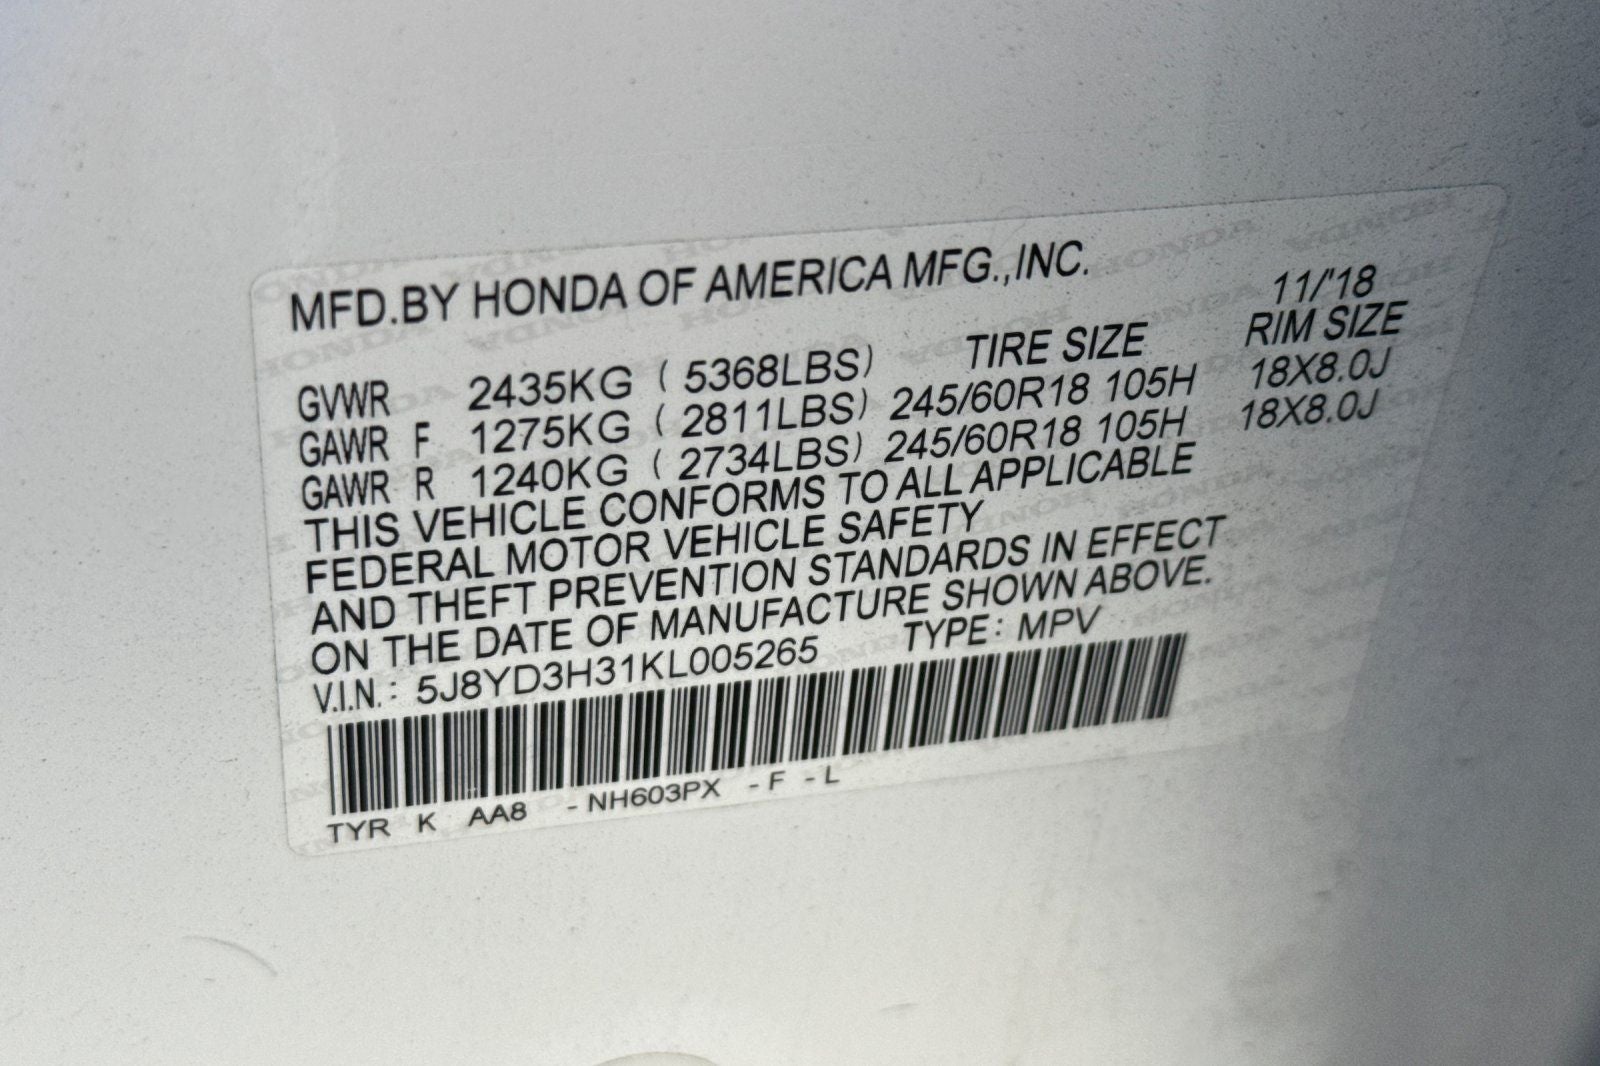 MFD.BY HONDA OF AMERICA MFG.,INC.
11/'18
TIRE SIZE RIM SIZE
GVWR 2435KG ( 5368LBS)
GAWR F 1275KG ( 2811LBS) 245/60R18 105H 18X8.0J
GAWR R 1240KG ( 2734LBS) 245/60R18 105H 18X8.0J
THIS VEHICLE CONFORMS TO ALL APPLICABLE
FEDERAL MOTOR VEHICLE SAFETY
AND THEFT PREVENTION STANDARDS IN EFFECT
ON THE DATE OF MANUFACTURE SHOWN ABOVE.
V.I.N.: 5J8YD3H31KL005265 TYPE: MPV
TYR K AA8 -NH603PX -F -L